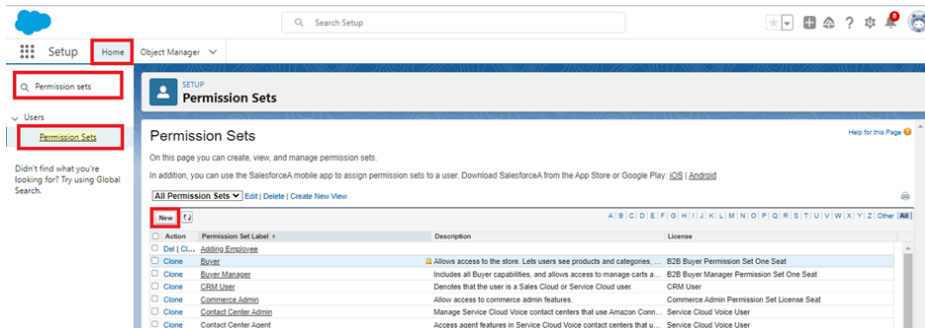 Search Setup
Setup
Home
Object Manager
Permission sets
Users
Permission Sets
Didn't find what you're
looking for? Try using Global
Search.
SETUP
Permission Sets
Permission Sets
Help for this Page
On this page you can create, view, and manage permission sets.
In addition, you can use the SalesforceA mobile app to assign permission sets to a user. Download SalesforceA from the App Store or Google Play: iOS | Android
All Permission Sets Edit | Delete | Create New View
New
A | B | C | D | E | F | G | H | I | J | K | L | M | N | O | P | Q | R | S | T | U | V | W | X | Y | Z | Other | All
Action Permission Set Label ↑ Description License
Del | Cl... Adding Employee
Clone Buyer Allows access to the store. Lets users see products and categories, ... B2B Buyer Permission Set One Seat
Clone Buyer Manager Includes all Buyer capabilities, and allows access to manage carts a... B2B Buyer Manager Permission Set One Seat
Clone CRM User Denotes that the user is a Sales Cloud or Service Cloud user. CRM User
Clone Commerce Admin Allow access to commerce admin features. Commerce Admin Permission Set License Seat
Clone Contact Center Admin Manage Service Cloud Voice contact centers that use Amazon Conn... Service Cloud Voice User
Clone Contact Center Agent Access agent features in Service Cloud Voice contact centers that u... Service Cloud Voice User